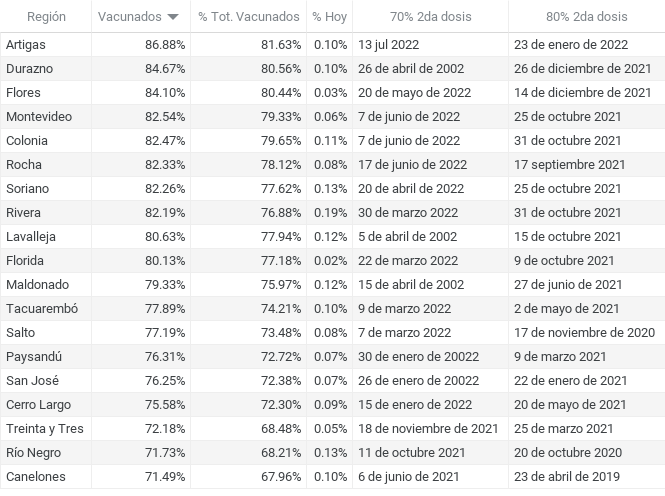 Región Vacunados % Tot. Vacunados % Hoy 70% 2da dosis 80% 2da dosis
Artigas 86.88% 81.63% 0.10% 13 jul 2022 23 de enero de 2022
Durazno 84.67% 80.56% 0.10% 26 de abril de 2002 26 de diciembre de 2021
Flores 84.10% 80.44% 0.03% 20 de mayo de 2022 14 de diciembre de 2021
Montevideo 82.54% 79.33% 0.06% 7 de junio de 2022 25 de octubre 2021
Colonia 82.47% 79.65% 0.11% 7 de junio de 2022 31 de octubre 2021
Rocha 82.33% 78.12% 0.08% 17 de junio de 2022 17 septiembre 2021
Soriano 82.26% 77.62% 0.13% 20 de abril de 2022 25 de octubre 2021
Rivera 82.19% 76.88% 0.19% 30 de marzo 2022 31 de octubre 2021
Lavalleja 80.63% 77.94% 0.12% 5 de abril de 2002 15 de octubre 2021
Florida 80.13% 77.18% 0.02% 22 de marzo 2022 9 de octubre 2021
Maldonado 79.33% 75.97% 0.12% 15 de abril de 2002 27 de junio de 2021
Tacuarembó 77.89% 74.21% 0.10% 9 de marzo 2022 2 de mayo de 2021
Salto 77.19% 73.48% 0.08% 7 de marzo 2022 17 de noviembre de 2020
Paysandú 76.31% 72.72% 0.07% 30 de enero de 20022 9 de marzo 2021
San José 76.25% 72.38% 0.07% 26 de enero de 20022 22 de enero de 2021
Cerro Largo 75.58% 72.30% 0.09% 15 de enero de 2022 20 de mayo de 2021
Treinta y Tres 72.18% 68.48% 0.05% 18 de noviembre de 2021 25 de marzo 2021
Río Negro 71.73% 68.21% 0.13% 11 de octubre 2021 20 de octubre 2020
Canelones 71.49% 67.96% 0.10% 6 de junio de 2021 23 de abril de 2019